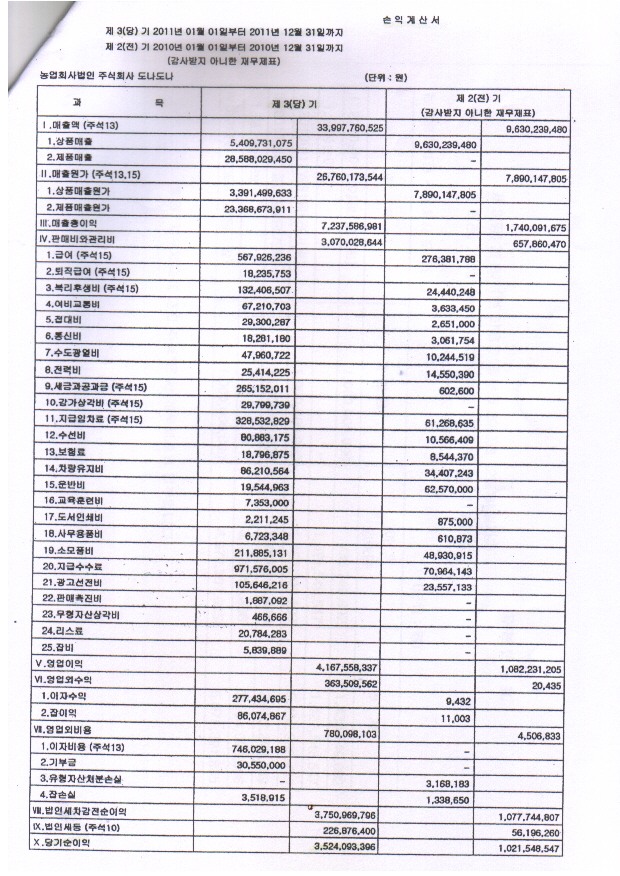 손익계산서
제 3(당) 기 2011년 01월 01일부터 2011년 12월 31일까지
제 2(전) 기 2010년 01월 01일부터 2010년 12월 31일까지
(감사받지 아니한 재무제표)
농업회사법인 주식회사 도나도나 (단위 : 원)
과 목 제 3(당) 기 제 2(전) 기
(감사받지 아니한 재무제표)
Ⅰ.매출액 (주석13) 33,997,760,525 9,630,239,480
1.상품매출 5,409,731,075 9,630,239,480
2.제품매출 28,588,029,450 –
Ⅱ.매출원가 (주석13,15) 26,760,173,544 7,890,147,805
1.상품매출원가 3,391,499,633 7,890,147,805
2.제품매출원가 23,368,673,911 –
Ⅲ.매출총이익 7,237,586,981 1,740,091,675
Ⅳ.판매비와관리비 3,070,028,644 657,860,470
1.급여 (주석15) 567,926,236 276,381,788
2.퇴직급여 (주석15) 18,235,753 –
3.복리후생비 (주석15) 132,406,507 24,440,248
4.여비교통비 67,210,703 3,633,450
5.접대비 29,300,287 2,651,000
6.통신비 18,281,180 3,061,754
7.수도광열비 47,960,722 10,244,519
8.전력비 25,414,225 14,550,390
9.세금과공과금 (주석15) 265,152,011 602,600
10.감가상각비 (주석15) 29,799,739 –
11.지급임차료 (주석15) 328,532,829 61,268,635
12.수선비 80,883,175 10,566,409
13.보험료 18,796,875 8,544,370
14.차량유지비 86,210,564 34,407,243
15.운반비 19,544,963 62,570,000
16.교육훈련비 7,353,000 –
17.도서인쇄비 2,211,245 875,000
18.사무용품비 6,723,348 610,873
19.소모품비 211,885,131 48,930,915
20.지급수수료 971,576,005 70,964,143
21.광고선전비 105,646,216 23,557,133
22.판매촉진비 1,887,092 –
23.무형자산상각비 466,666 –
24.리스료 20,784,283 –
25.잡비 5,839,889 –
Ⅴ.영업이익 4,167,558,337 1,082,231,205
Ⅵ.영업외수익 363,509,562 20,435
1.이자수익 277,434,695 9,432
2.잡이익 86,074,867 11,003
Ⅶ.영업외비용 780,098,103 4,506,833
1.이자비용 (주석13) 746,029,188 –
2.기부금 30,550,000 –
3.유형자산처분손실 – 3,168,183
4.잡손실 3,518,915 1,338,650
Ⅷ.법인세차감전순이익 3,750,969,796 1,077,744,807
Ⅸ.법인세등 (주석10) 226,876,400 56,196,260
Ⅹ.당기순이익 3,524,093,396 1,021,548,547